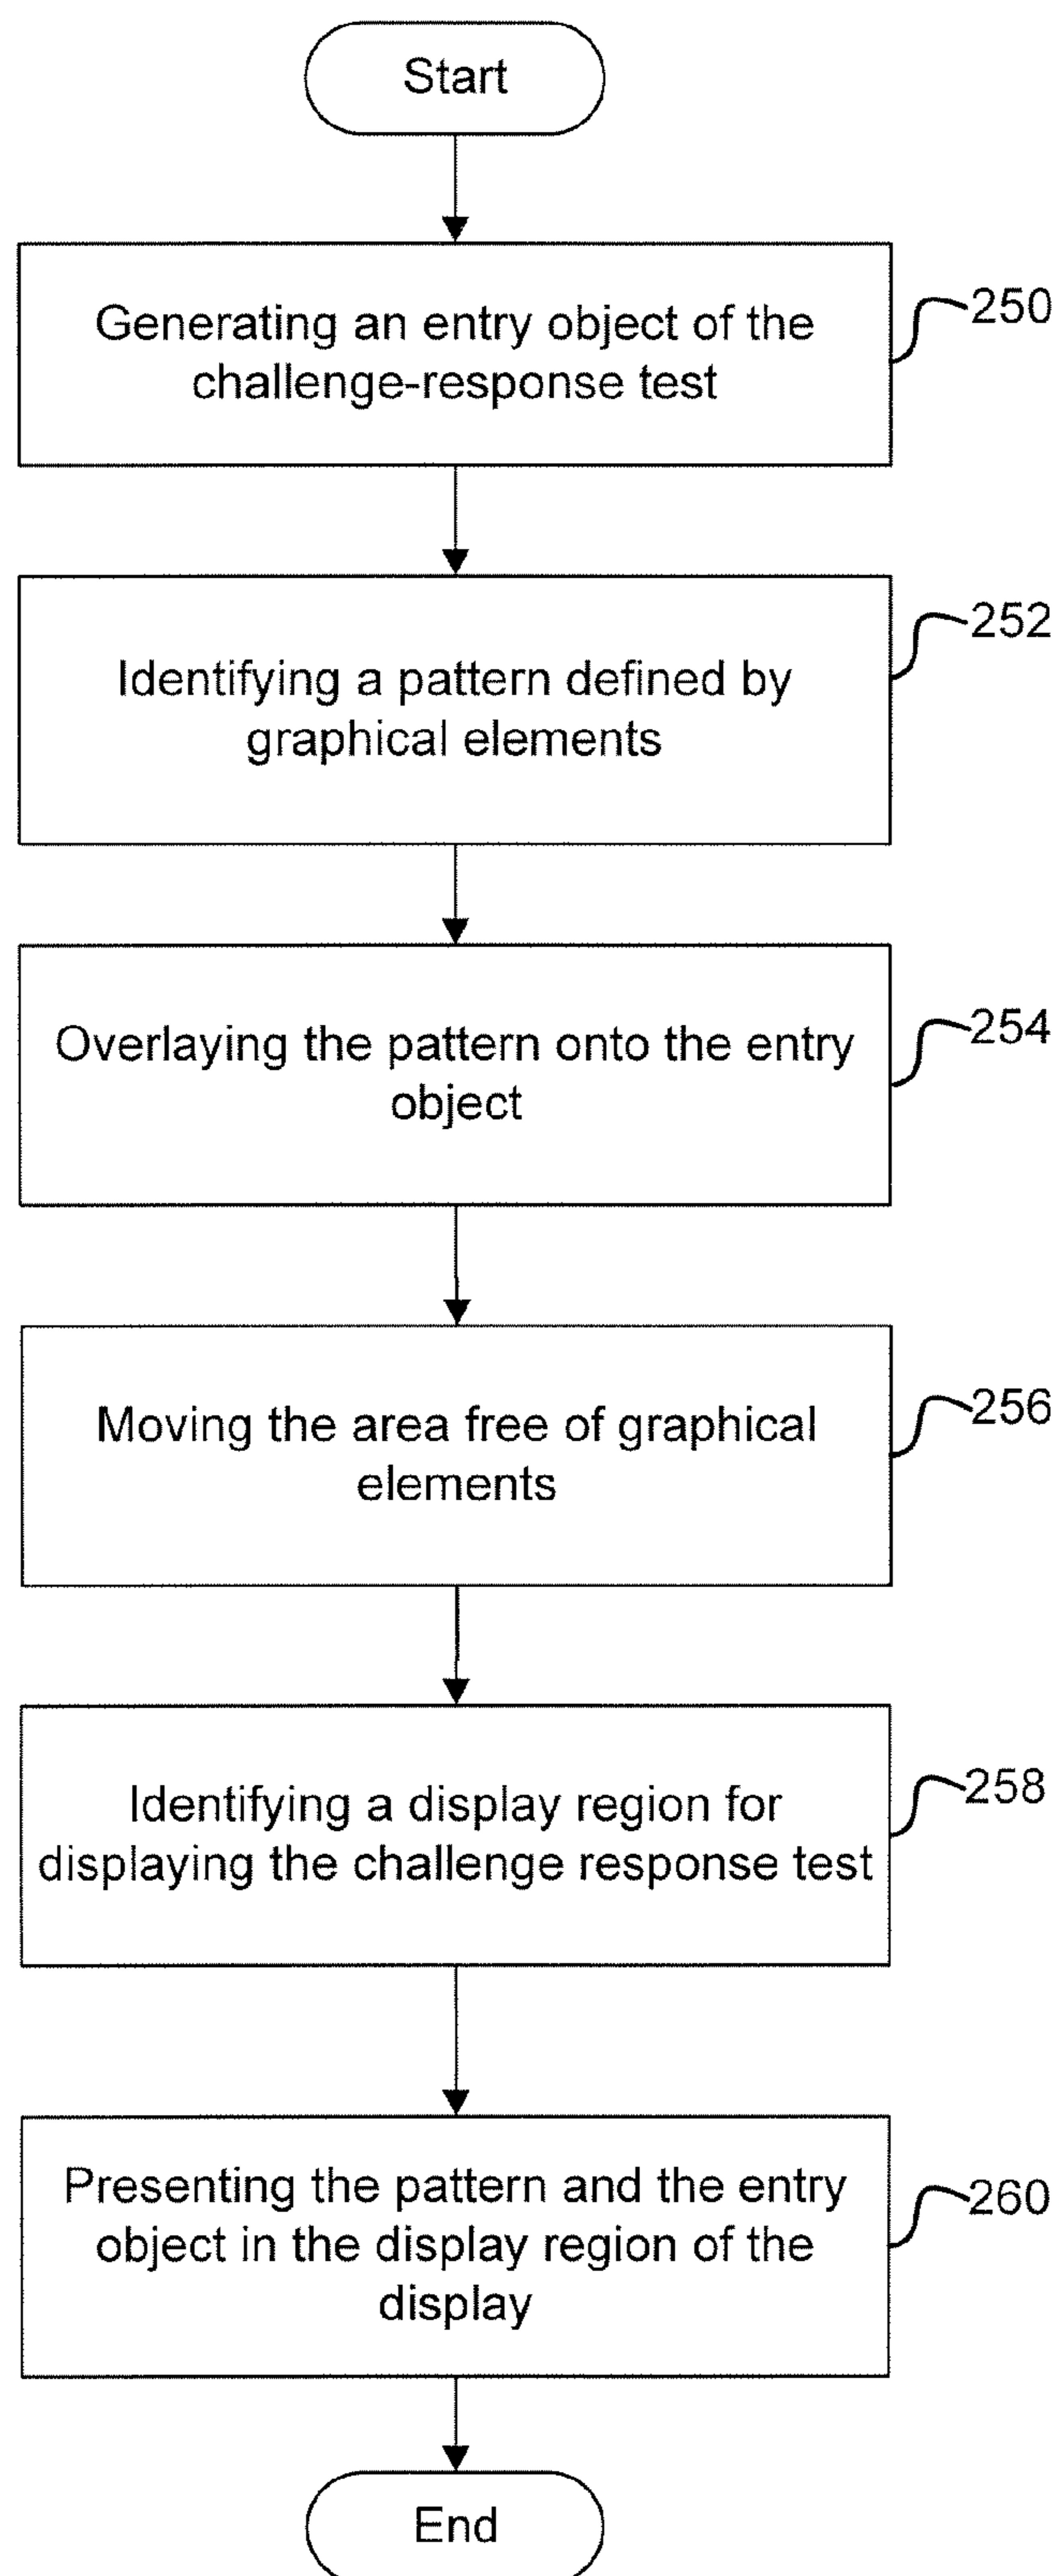 Start
Generating an entry object of the
challenge-response test
250
Identifying a pattern defined by
graphical elements
252
Overlaying the pattern onto the entry
object
254
Moving the area free of graphical
elements
256
Identifying a display region for
displaying the challenge response test
258
Presenting the pattern and the entry
object in the display region of the
display
260
End